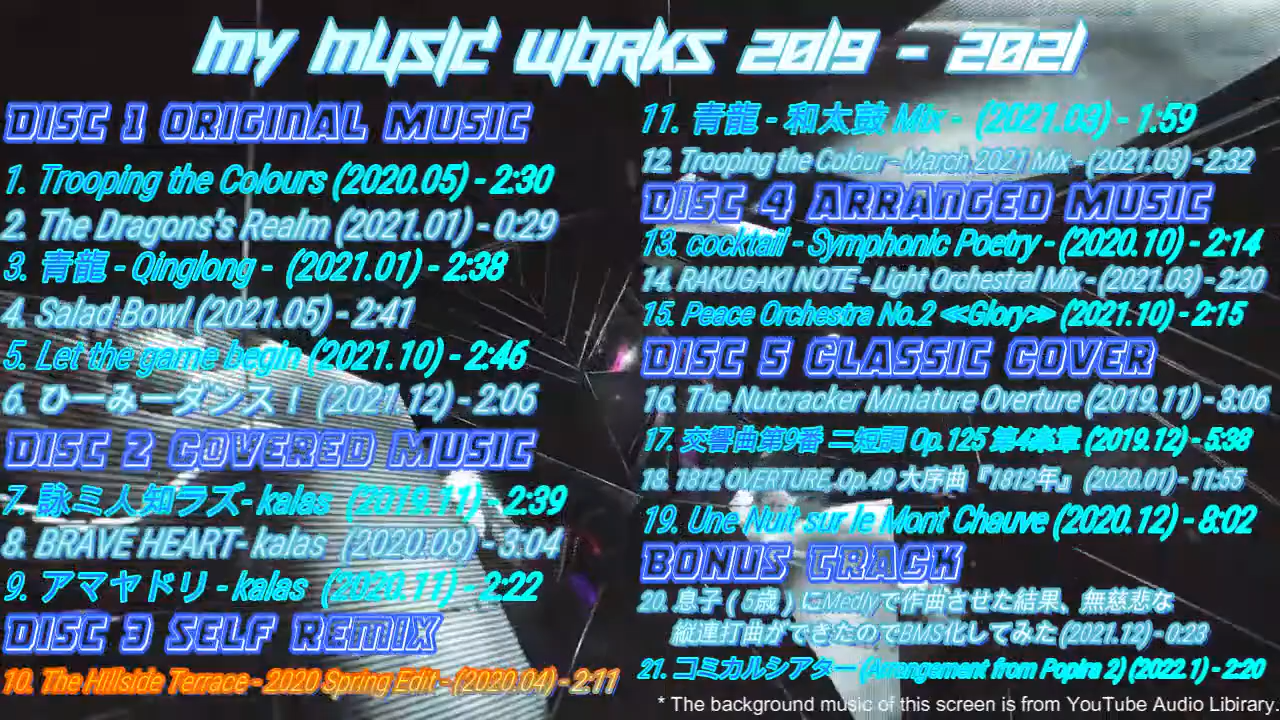 MY MUSIC WORKS 2019 - 2021
DISC 1 ORIGINAL MUSIC
1. Trooping the Colours (2020.05) - 2:30
2. The Dragons's Realm (2021.01) - 0:29
3. 青龍 - Qinglong - (2021.01) - 2:38
4. Salad Bowl (2021.05) - 2:41
5. Let the game begin (2021.10) - 2:46
6. ひーみーダンス！ (2021.12) - 2:06
DISC 2 COVERED MUSIC
7. 詠ミ人知ラズ- kalas (2019.11) - 2:39
8. BRAVE HEART- kalas (2020.08) - 3:04
9. アマヤドリ - kalas (2020.11) - 2:22
DISC 3 SELF REMIX
10. The Hillside Terrace - 2020 Spring Edit - (2020.04) - 2:11
11. 青龍 - 和太鼓 Mix - (2021.03) - 1:59
12. Trooping the Colour - March 2021 Mix - (2021.03) - 2:32
DISC 4 ARRANGED MUSIC
13. cocktail - Symphonic Poetry - (2020.10) - 2:14
14. RAKUGAKI NOTE - Light Orchestral Mix - (2021.03) - 2:20
15. Peace Orchestra No.2 ≪Glory≫ (2021.10) - 2:15
DISC 5 CLASSIC COVER
16. The Nutcracker Miniature Overture (2019.11) - 3:06
17. 交響曲第9番 ニ短調 Op.125 第4楽章 (2019.12) - 5:38
18. 1812 OVERTURE, Op.49 大序曲『1812年』 (2020.01) - 11:55
19. Une Nuit sur le Mont Chauve (2020.12) - 8:02
BONUS TRACK
20. 息子 ( 5歳 ) にMedlyで作曲させた結果、無慈悲な
縦連打曲ができたのでBMS化してみた (2021.12) - 0:23
21. コミカルシアター (Arrangement from Popira 2) (2022.1) - 2:20
* The background music of this screen is from YouTube Audio Libirary.